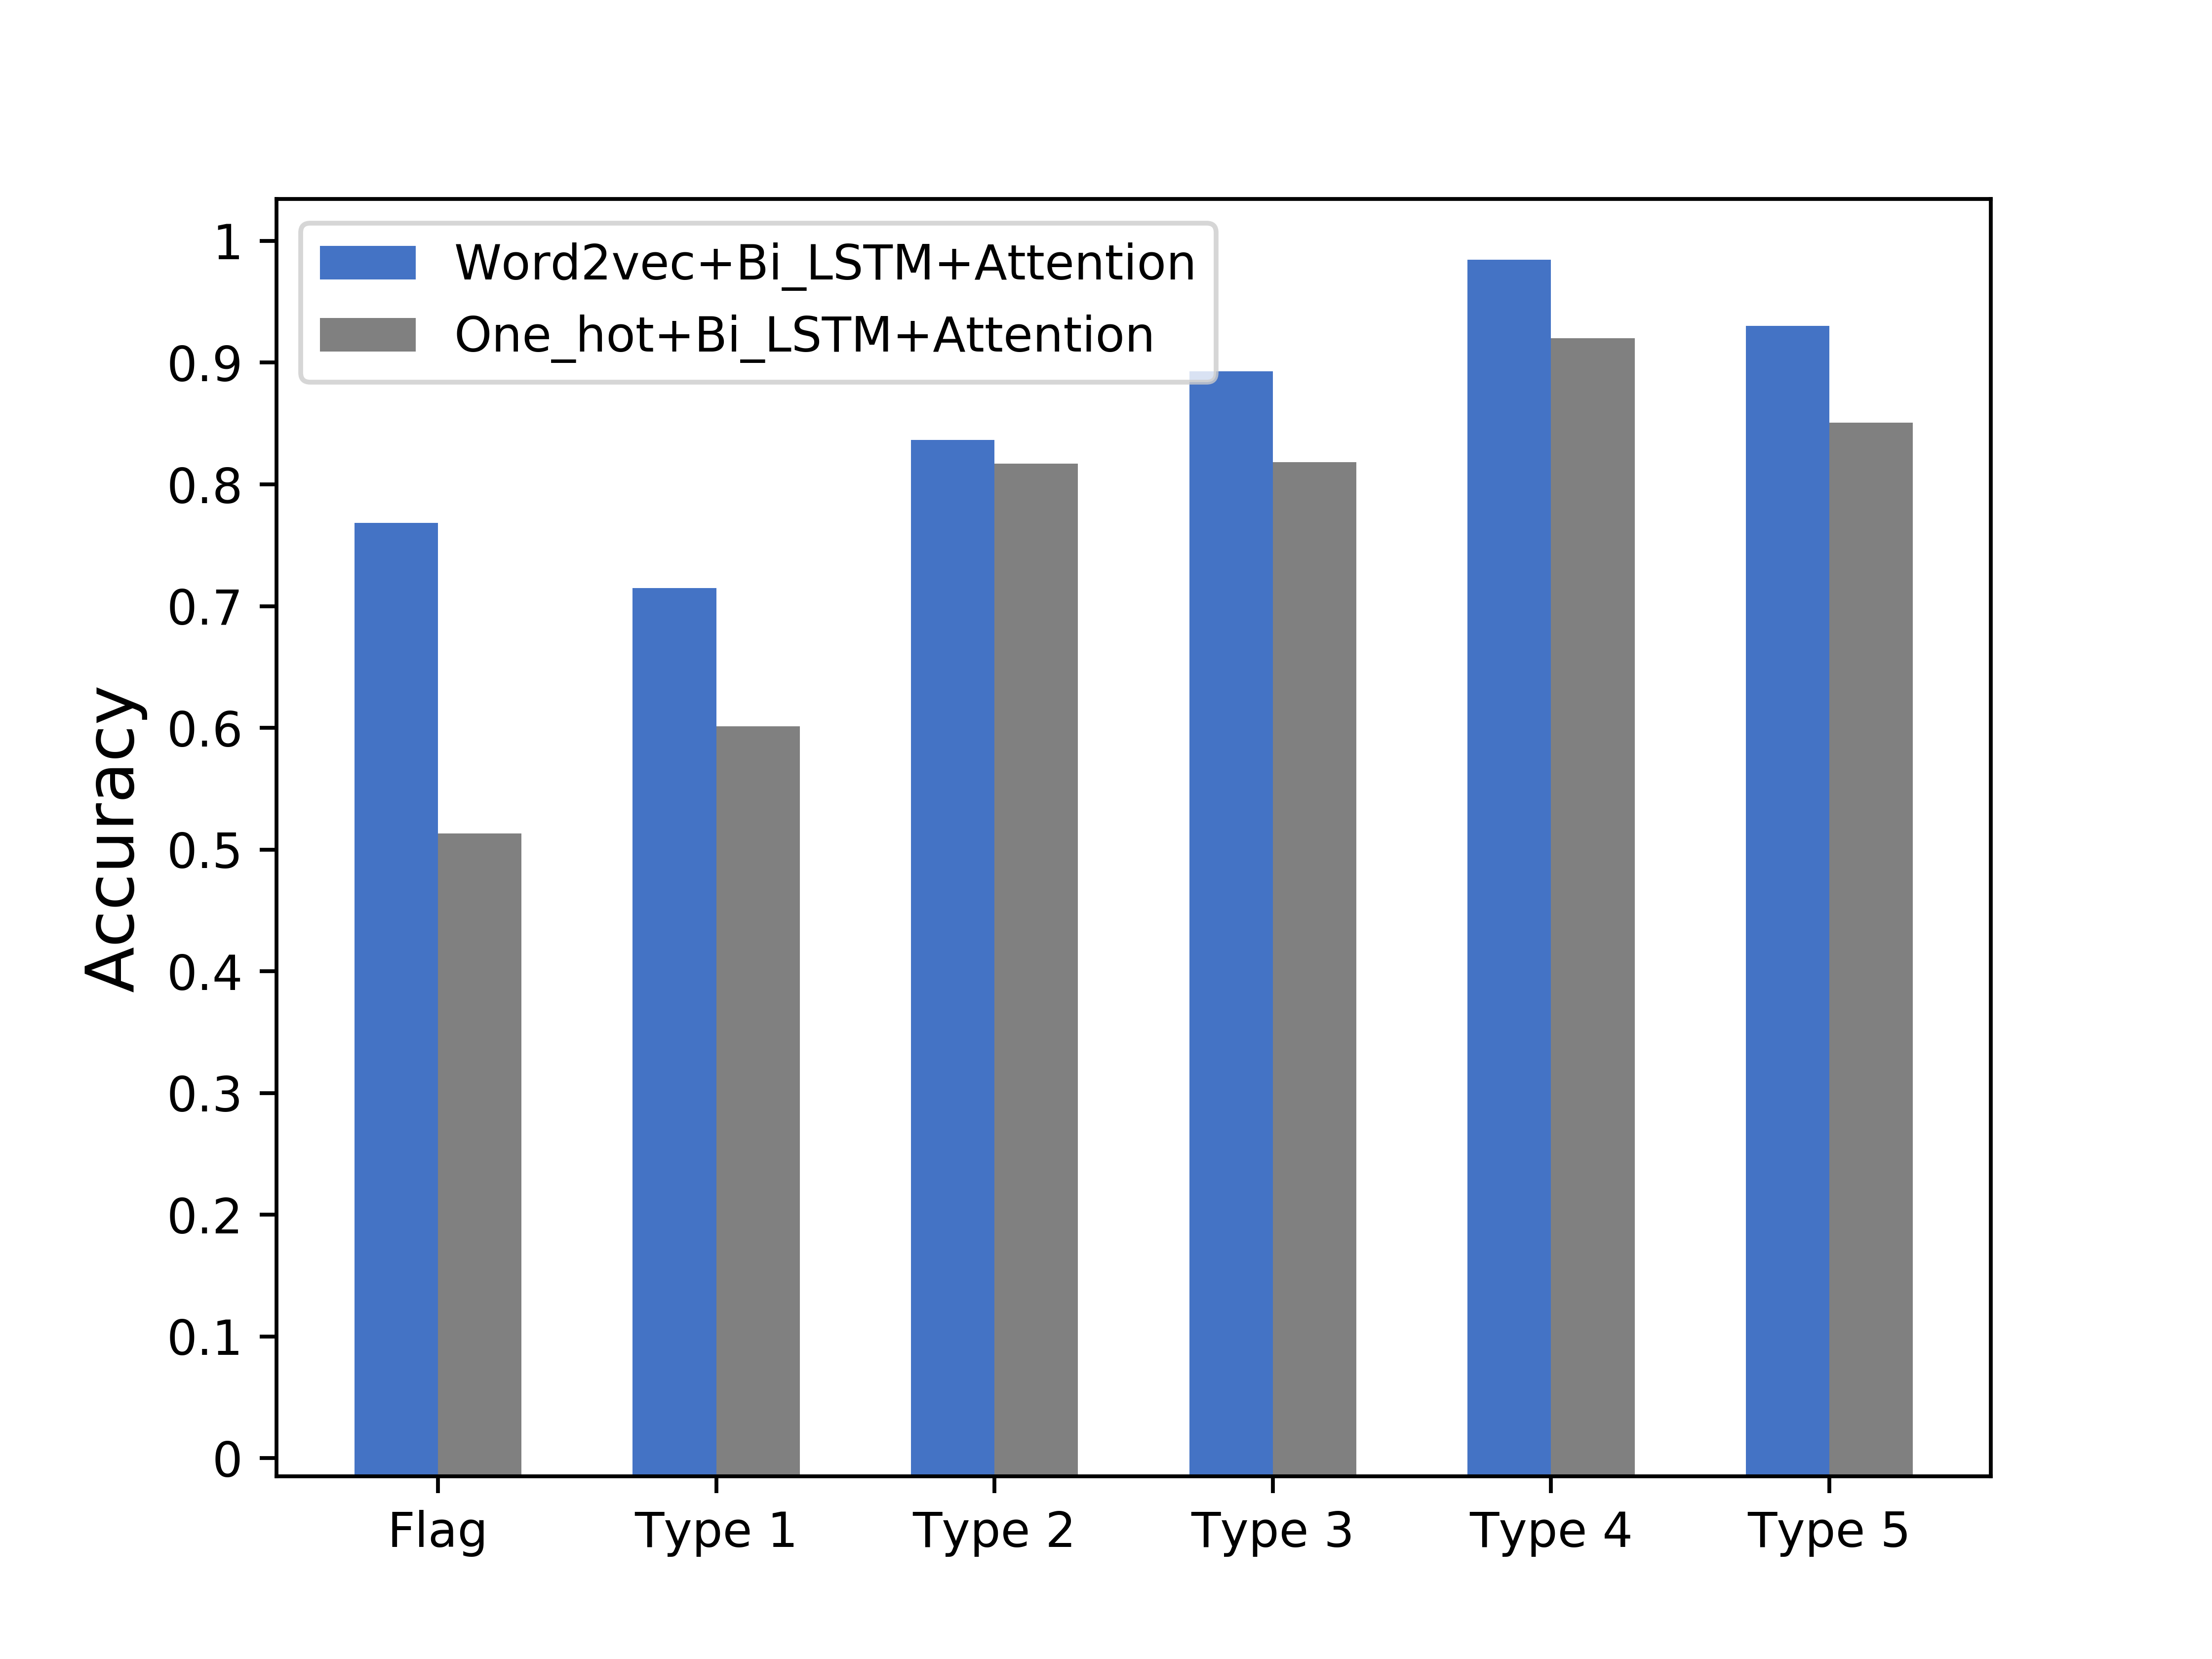 Word2vec+Bi_LSTM+Attention
One_hot+Bi_LSTM+Attention
Accuracy
1
0.9
0.8
0.7
0.6
0.5
0.4
0.3
0.2
0.1
0
Flag Type 1 Type 2 Type 3 Type 4 Type 5